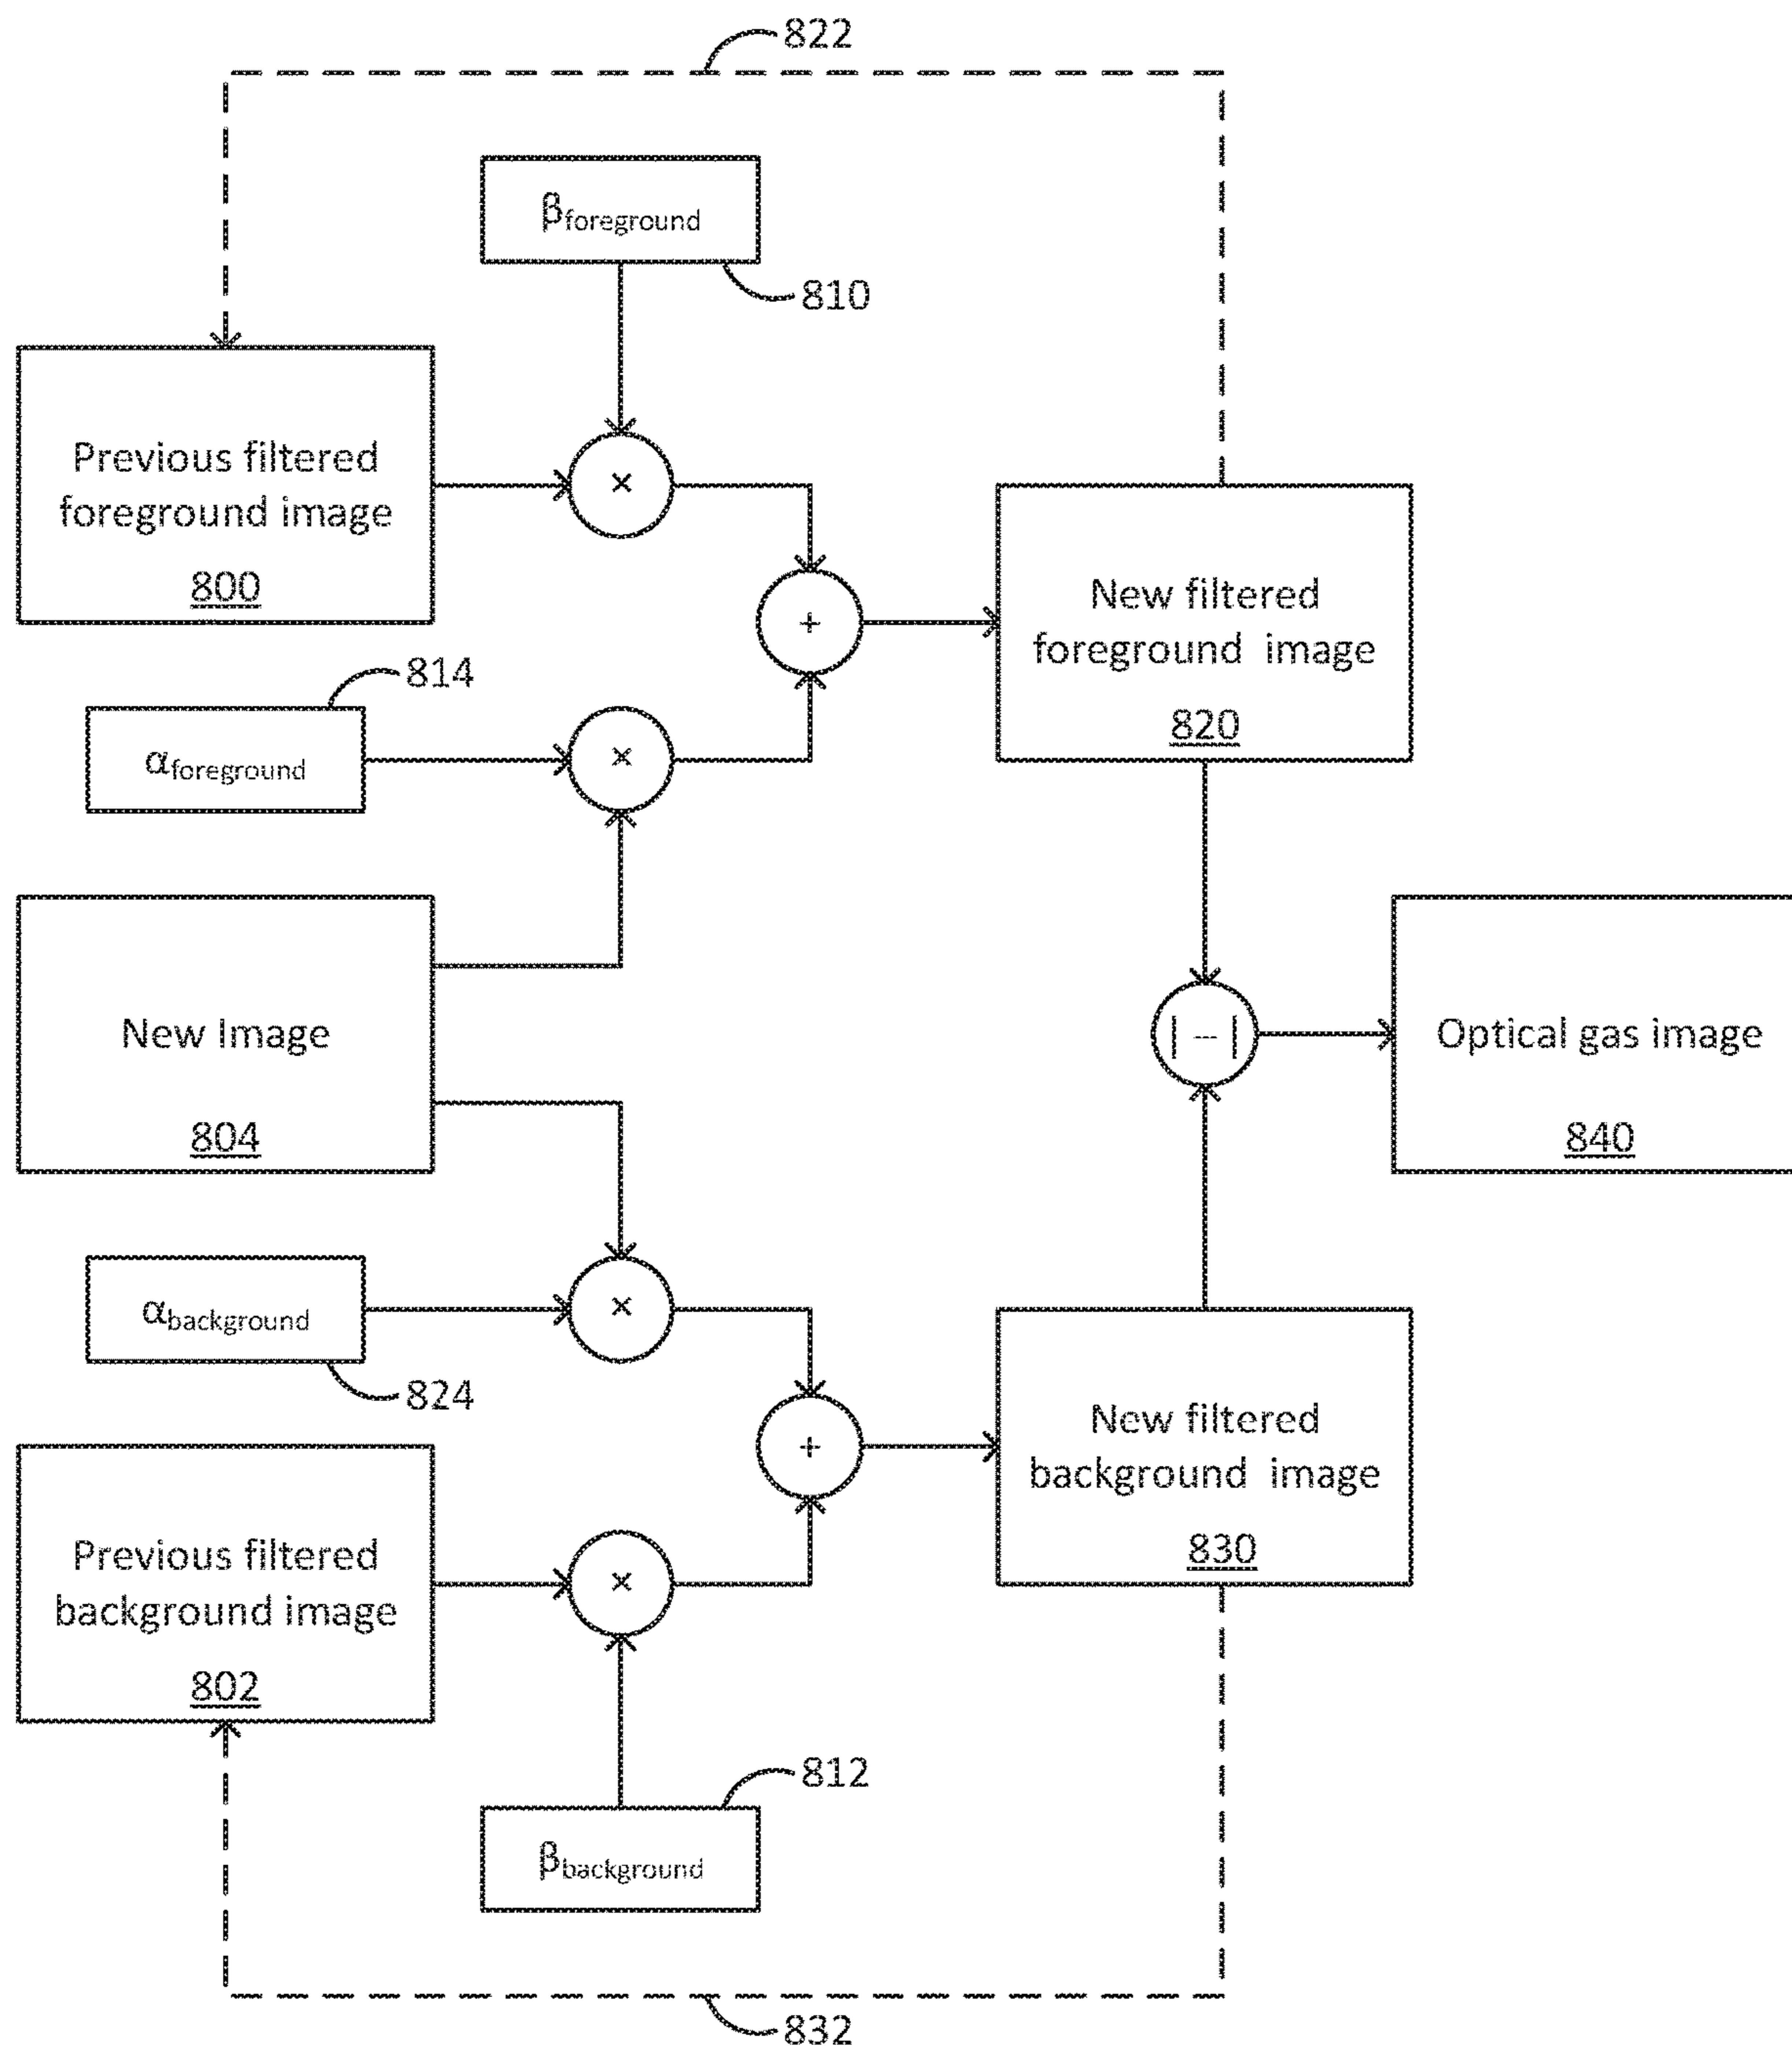 822
βforeground
810
Previous filtered
foreground image
800
×
+
New filtered
foreground image
820
814
αforeground
×
New Image
804
| -- |
Optical gas image
840
αbackground
824
×
+
New filtered
background image
830
Previous filtered
background image
802
×
812
βbackground
832